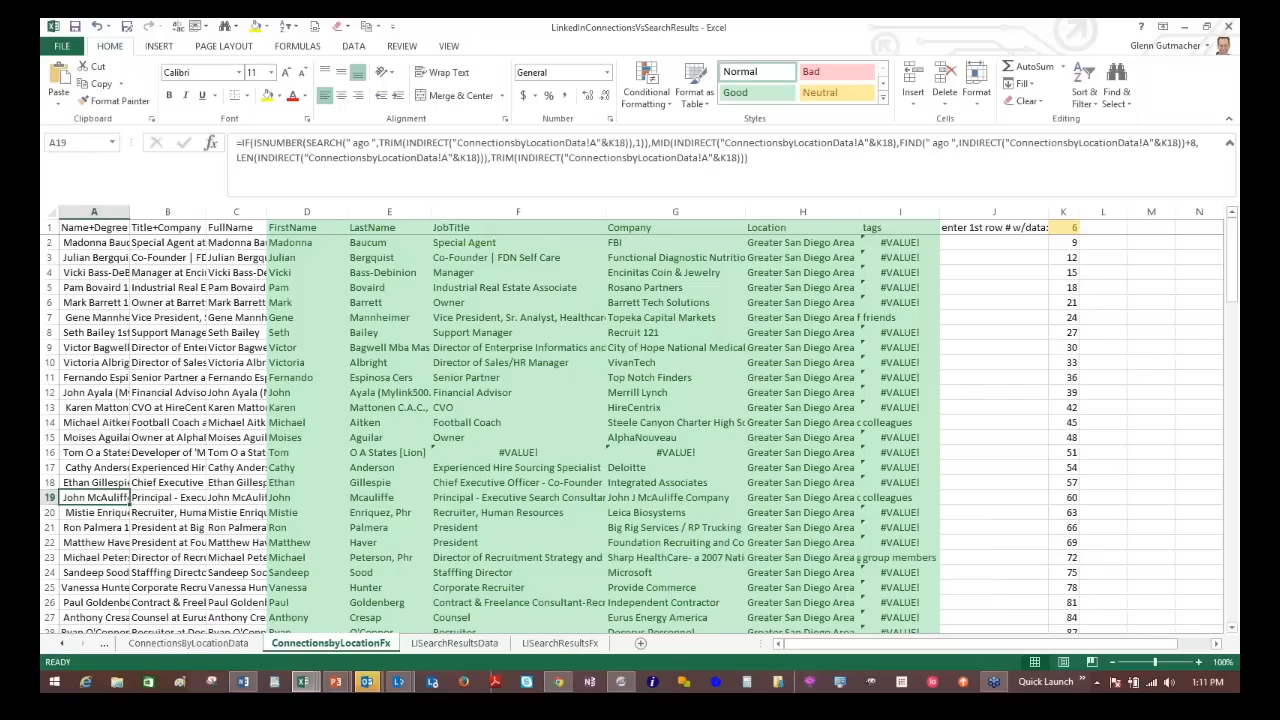 LinkedInConnectionsVsSearchResults - Excel
FILE HOME INSERT PAGE LAYOUT FORMULAS DATA REVIEW VIEW Glenn Gutmacher
Cut
Copy
Format Painter
Paste
Clipboard
Calibri 11
B I U
Font
Wrap Text
Merge & Center
Alignment
General
$ % ,
Number
Conditional Formatting
Format as Table
Normal Bad
Good Neutral
Styles
Insert Delete Format
Cells
AutoSum
Fill
Clear
Sort & Filter
Find & Select
Editing
A19 fx =IF(ISNUMBER(SEARCH(" ago ",TRIM(INDIRECT("ConnectionsbyLocationData!A"&K18)),1)),MID(INDIRECT("ConnectionsbyLocationData!A"&K18),FIND(" ago ",INDIRECT("ConnectionsbyLocationData!A"&K18))+8,
LEN(INDIRECT("ConnectionsbyLocationData!A"&K18))),TRIM(INDIRECT("ConnectionsbyLocationData!A"&K18)))
A B C D E F G H I J K L M N
1 Name+Degree Title+Company FullName FirstName LastName JobTitle Company Location tags enter 1st row # w/data: 6
2 Madonna Bauc Special Agent at Madonna Bau Madonna Baucum Special Agent FBI Greater San Diego Area #VALUE! 9
3 Julian Bergquis Co-Founder | F Julian Bergqu Julian Bergquist Co-Founder | FDN Self Care Functional Diagnostic Nutritio Greater San Diego Area #VALUE! 12
4 Vicki Bass-Debi Manager at Enci Vicki Bass-De Vicki Bass-Debinion Manager Encinitas Coin & Jewelry Greater San Diego Area #VALUE! 15
5 Pam Bovaird 1 Industrial Real E Pam Bovaird Pam Bovaird Industrial Real Estate Associate Rosano Partners Greater San Diego Area #VALUE! 18
6 Mark Barrett 1 Owner at Barrett Mark Barrett Mark Barrett Owner Barrett Tech Solutions Greater San Diego Area #VALUE! 21
7 Gene Mannhe Vice President, S Gene Mannh Gene Mannheimer Vice President, Sr. Analyst, Healthcar Topeka Capital Markets Greater San Diego Area f friends 24
8 Seth Bailey 1st Support Manage Seth Bailey Seth Bailey Support Manager Recruit 121 Greater San Diego Area #VALUE! 27
9 Victor Bagwell Director of Enter Victor Bagwe Victor Bagwell Mba Mas Director of Enterprise Informatics and City of Hope National Medical Greater San Diego Area #VALUE! 30
10 Victoria Albrig Director of Sales Victoria Albri Victoria Albright Director of Sales/HR Manager VivanTech Greater San Diego Area #VALUE! 33
11 Fernando Espi Senior Partner a Fernando Esp Fernando Espinosa Cers Senior Partner Top Notch Finders Greater San Diego Area #VALUE! 36
12 John Ayala (M Financial Advisor John Ayala (M John Ayala (Mylink500. Financial Advisor Merrill Lynch Greater San Diego Area #VALUE! 39
13 Karen Matton CVO at HireCent Karen Matto Karen Mattonen C.A.C., CVO HireCentrix Greater San Diego Area #VALUE! 42
14 Michael Aitken Football Coach a Michael Aitke Michael Aitken Football Coach Steele Canyon Charter High Sc Greater San Diego Area c colleagues 45
15 Moises Aguilar Owner at Alphan Moises Aguila Moises Aguilar Owner AlphaNouveau Greater San Diego Area #VALUE! 48
16 Tom O A States Developer of 'M Tom O A State Tom O A States [Lion] #VALUE! #VALUE! Greater San Diego Area #VALUE! 51
17 Cathy Anders Experienced Hir Cathy Anders Cathy Anderson Experienced Hire Sourcing Specialist Deloitte Greater San Diego Area #VALUE! 54
18 Ethan Gillespie Chief Executive Ethan Gillesp Ethan Gillespie Chief Executive Officer - Co-Founder Integrated Associates Greater San Diego Area #VALUE! 57
19 John McAuliffe Principal - Execu John McAulif John Mcauliffe Principal - Executive Search Consultan John J McAuliffe Company Greater San Diego Area c colleagues 60
20 Mistie Enrique Recruiter, Huma Mistie Enriqu Mistie Enriquez, Phr Recruiter, Human Resources Leica Biosystems Greater San Diego Area #VALUE! 63
21 Ron Palmera 1 President at Big Ron Palmera Ron Palmera President Big Rig Services / RP Trucking Greater San Diego Area #VALUE! 66
22 Matthew Have President at Fou Matthew Hav Matthew Haver President Foundation Recruiting and Co Greater San Diego Area #VALUE! 69
23 Michael Peters Director of Recr Michael Pete Michael Peterson, Phr Director of Recruitment Strategy and Sharp HealthCare- a 2007 Nati Greater San Diego Area g group members 72
24 Sandeep Sood Stafffing Direct Sandeep Soo Sandeep Sood Stafffing Director Microsoft Greater San Diego Area #VALUE! 75
25 Vanessa Hunte Corporate Recru Vanessa Hun Vanessa Hunter Corporate Recruiter Provide Commerce Greater San Diego Area #VALUE! 78
26 Paul Goldenbe Contract & Freel Paul Goldenb Paul Goldenberg Contract & Freelance Consultant-Recr Independent Contractor Greater San Diego Area #VALUE! 81
27 Anthony Cresa Consultant at Eurus Anthony Cre Anthony Cresap Consultant Eurus Energy America Greater San Diego Area #VALUE! 84
... ConnectionsByLocationData ConnectionsbyLocationFx LISearchResultsData LISearchResultsFx
READY 100%
Quick Launch 1:11 PM